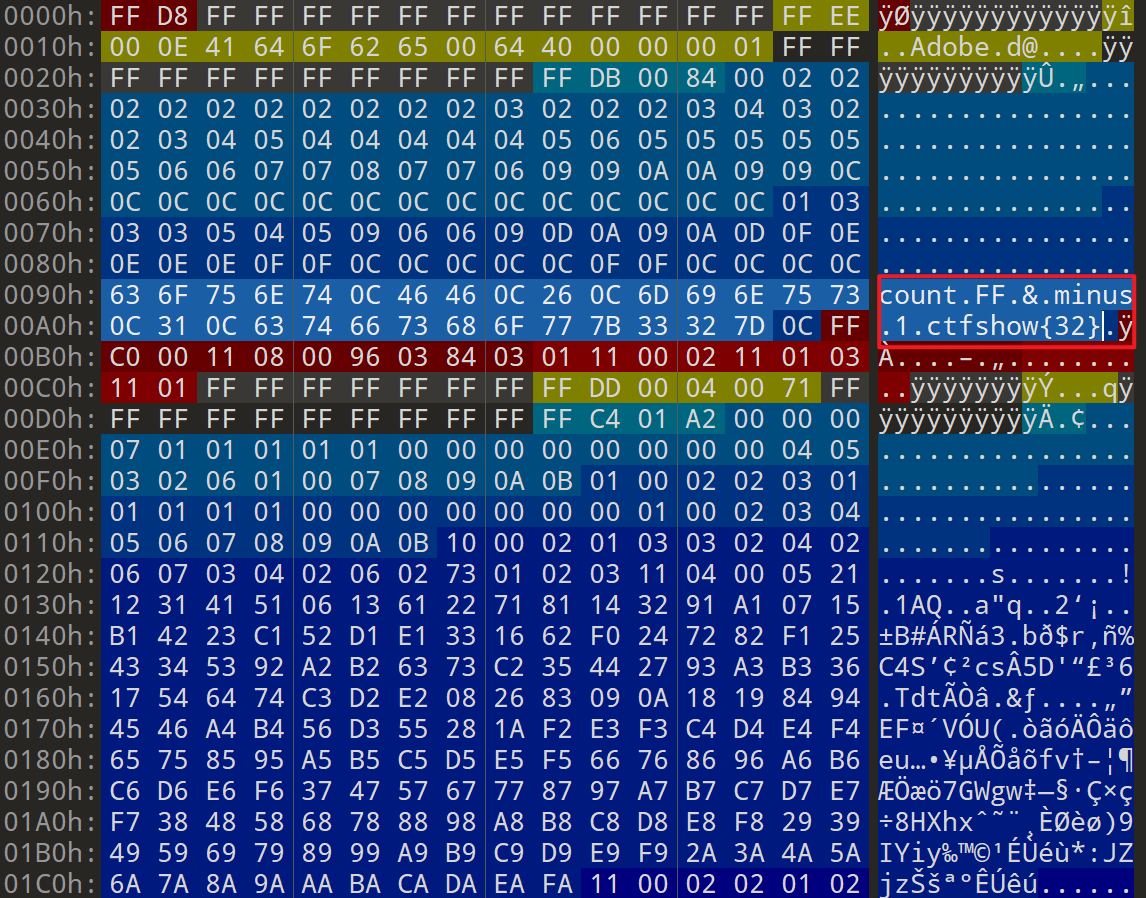 0000h: FF D8 FF FF FF FF FF FF FF FF FF FF FF FF FF EE ÿØÿÿÿÿÿÿÿÿÿÿÿÿÿî
0010h: 00 0E 41 64 6F 62 65 00 64 40 00 00 00 01 FF FF ..Adobe.d@....ÿÿ
0020h: FF FF FF FF FF FF FF FF FF FF DB 00 84 00 02 02 ÿÿÿÿÿÿÿÿÿÿÛ.„...
0030h: 02 02 02 02 02 02 02 02 03 02 02 02 03 04 03 02 ................
0040h: 02 03 04 05 04 04 04 04 04 05 06 05 05 05 05 05 ................
0050h: 05 06 06 07 07 08 07 07 06 09 09 0A 0A 09 09 0C ................
0060h: 0C 0C 0C 0C 0C 0C 0C 0C 0C 0C 0C 0C 0C 0C 01 03 ................
0070h: 03 03 05 04 05 09 06 06 09 0D 0A 09 0A 0D 0F 0E ................
0080h: 0E 0E 0E 0F 0F 0C 0C 0C 0C 0C 0F 0F 0C 0C 0C 0C ................
0090h: 63 6F 75 6E 74 0C 46 46 0C 26 0C 6D 69 6E 75 73 count.FF.&.minus
00A0h: 0C 31 0C 63 74 66 73 68 6F 77 7B 33 32 7D 0C FF .1.ctfshow{32}.ÿ
00B0h: C0 00 11 08 00 96 03 84 03 01 11 00 02 11 01 03 À....–.„........
00C0h: 11 01 FF FF FF FF FF FF FF FF DD 00 04 00 71 FF ..ÿÿÿÿÿÿÿÿÝ...qÿ
00D0h: FF FF FF FF FF FF FF FF FF FF C4 01 A2 00 00 00 ÿÿÿÿÿÿÿÿÿÿÄ.¢...
00E0h: 07 01 01 01 01 01 00 00 00 00 00 00 00 00 04 05 ................
00F0h: 03 02 06 01 00 07 08 09 0A 0B 01 00 02 02 03 01 ................
0100h: 01 01 01 01 00 00 00 00 00 00 00 01 00 02 03 04 ................
0110h: 05 06 07 08 09 0A 0B 10 00 02 01 03 03 02 04 02 ................
0120h: 06 07 03 04 02 06 02 73 01 02 03 11 04 00 05 21 .......s.......!
0130h: 12 31 41 51 06 13 61 22 71 81 14 32 91 A1 07 15 .1AQ..a"q..2‘¡..
0140h: B1 42 23 C1 52 D1 E1 33 16 62 F0 24 72 82 F1 25 ±B#ÁRÑá3.bð$r‚ñ%
0150h: 43 34 53 92 A2 B2 63 73 C2 35 44 27 93 A3 B3 36 C4S’¢²csÂ5D'“£³6
0160h: 17 54 64 74 C3 D2 E2 08 26 83 09 0A 18 19 84 94 .TdtÃÒâ.&ƒ....„”
0170h: 45 46 A4 B4 56 D3 55 28 1A F2 E3 F3 C4 D4 E4 F4 EF¤´VÓU(.òãóÄÔäô
0180h: 65 75 85 95 A5 B5 C5 D5 E5 F5 66 76 86 96 A6 B6 eu…•¥µÅÕåõfv†–¦¶
0190h: C6 D6 E6 F6 37 47 57 67 77 87 97 A7 B7 C7 D7 E7 ÆÖæö7GWgw‡—§·Ç×ç
01A0h: F7 38 48 58 68 78 88 98 A8 B8 C8 D8 E8 F8 29 39 ÷8HXhxˆ˜¨¸ÈØèø)9
01B0h: 49 59 69 79 89 99 A9 B9 C9 D9 E9 F9 2A 3A 4A 5A IYiy‰™©¹ÉÙéù*:JZ
01C0h: 6A 7A 8A 9A AA BA CA DA EA FA 11 00 02 02 01 02 jzŠšªºÊÚêú......